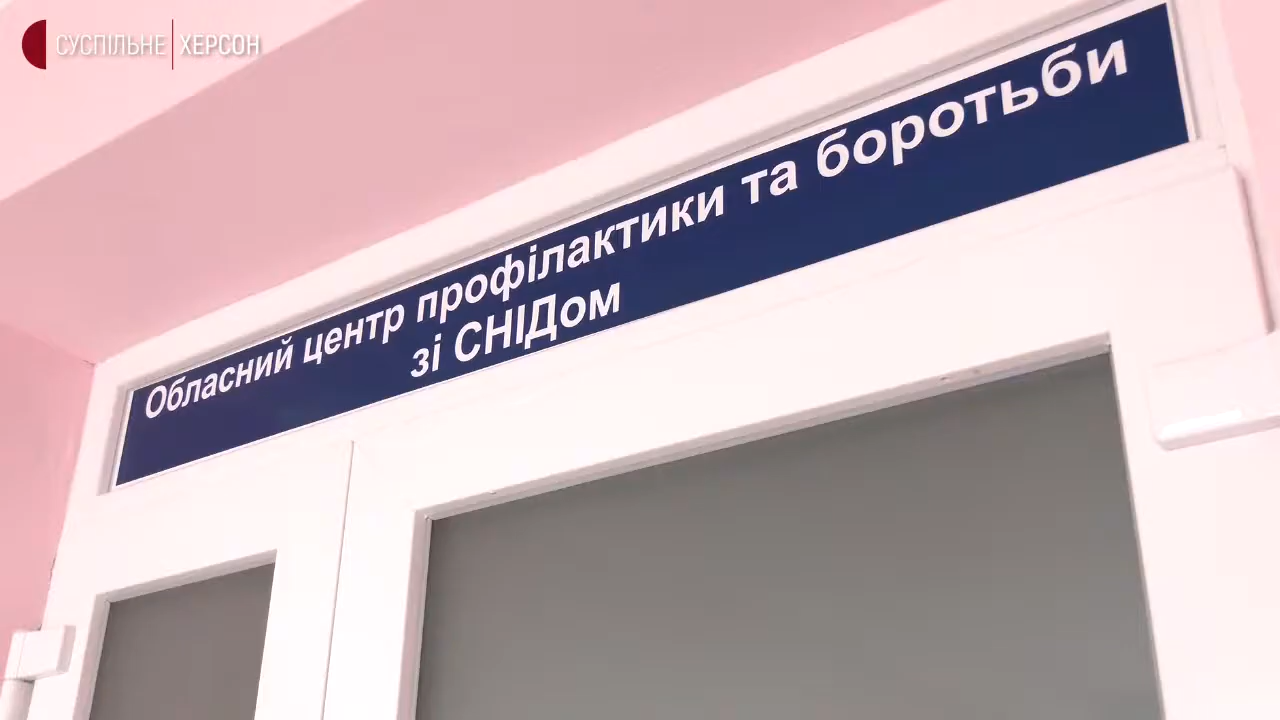 СУСПІЛЬНЕ ХЕРСОН
Обласний центр профілактики та боротьби
зі СНІДом